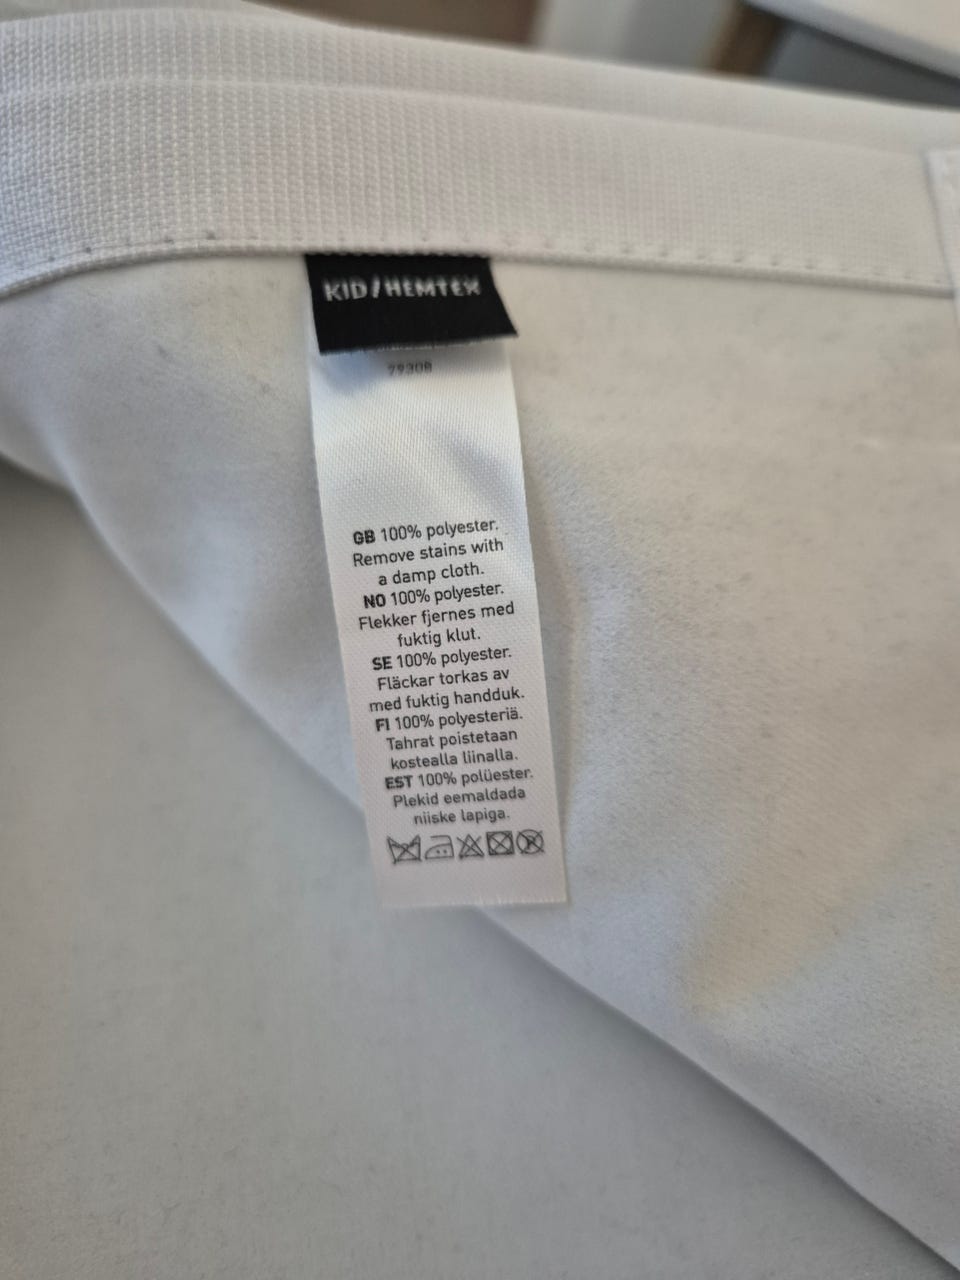 KID/HEMTEX
79308
GB 100% polyester.
Remove stains with
a damp cloth.
NO 100% polyester.
Flekker fjernes med
fuktig klut.
SE 100% polyester.
Fläckar torkas av
med fuktig handduk.
FI 100% polyesteriä.
Tahrat poistetaan
kostealla liinalla.
EST 100% polüester.
Plekid eemaldada
niiske lapiga.